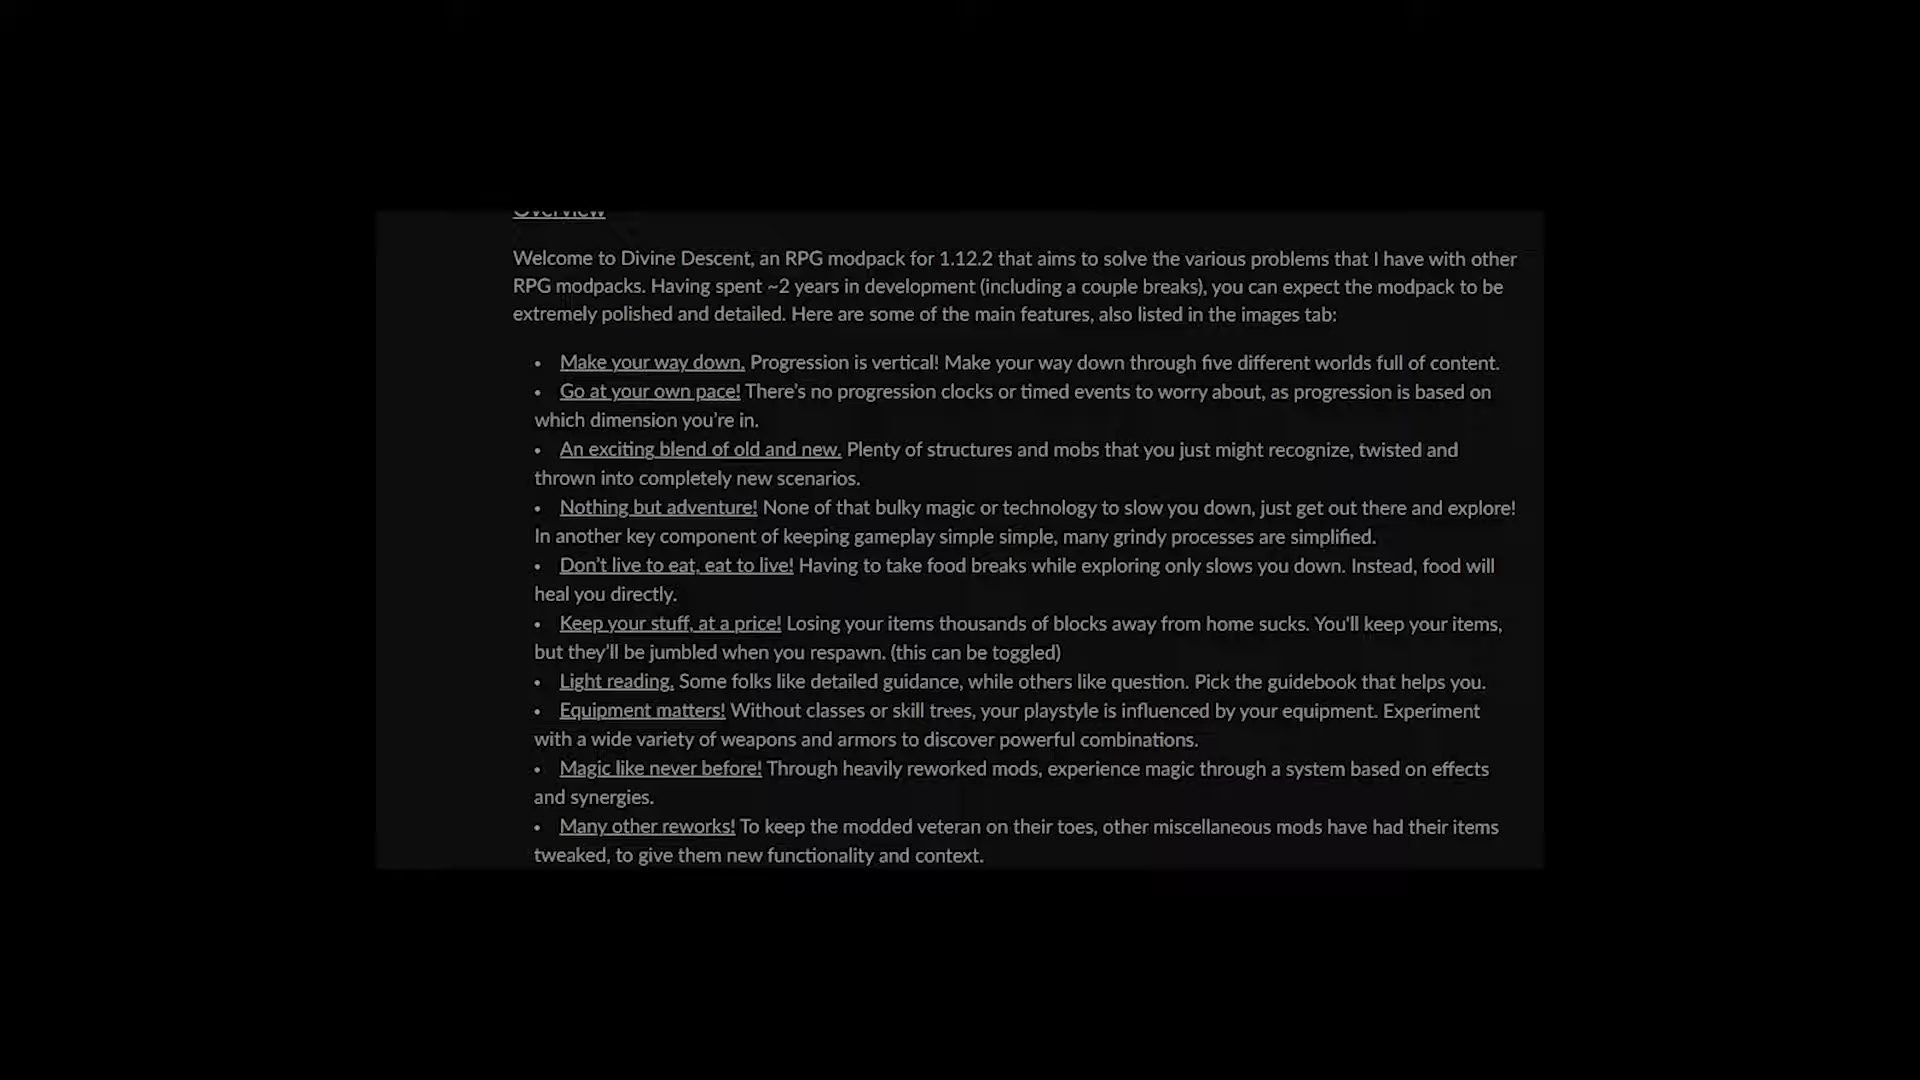 Overview
Welcome to Divine Descent, an RPG modpack for 1.12.2 that aims to solve the various problems that I have with other
RPG modpacks. Having spent ~2 years in development (including a couple breaks), you can expect the modpack to be
extremely polished and detailed. Here are some of the main features, also listed in the images tab:
• Make your way down. Progression is vertical! Make your way down through five different worlds full of content.
• Go at your own pace! There's no progression clocks or timed events to worry about, as progression is based on
which dimension you're in.
• An exciting blend of old and new. Plenty of structures and mobs that you just might recognize, twisted and
thrown into completely new scenarios.
• Nothing but adventure! None of that bulky magic or technology to slow you down, just get out there and explore!
In another key component of keeping gameplay simple simple, many grindy processes are simplified.
• Don't live to eat, eat to live! Having to take food breaks while exploring only slows you down. Instead, food will
heal you directly.
• Keep your stuff, at a price! Losing your items thousands of blocks away from home sucks. You'll keep your items,
but they'll be jumbled when you respawn. (this can be toggled)
• Light reading. Some folks like detailed guidance, while others like question. Pick the guidebook that helps you.
• Equipment matters! Without classes or skill trees, your playstyle is influenced by your equipment. Experiment
with a wide variety of weapons and armors to discover powerful combinations.
• Magic like never before! Through heavily reworked mods, experience magic through a system based on effects
and synergies.
• Many other reworks! To keep the modded veteran on their toes, other miscellaneous mods have had their items
tweaked, to give them new functionality and context.